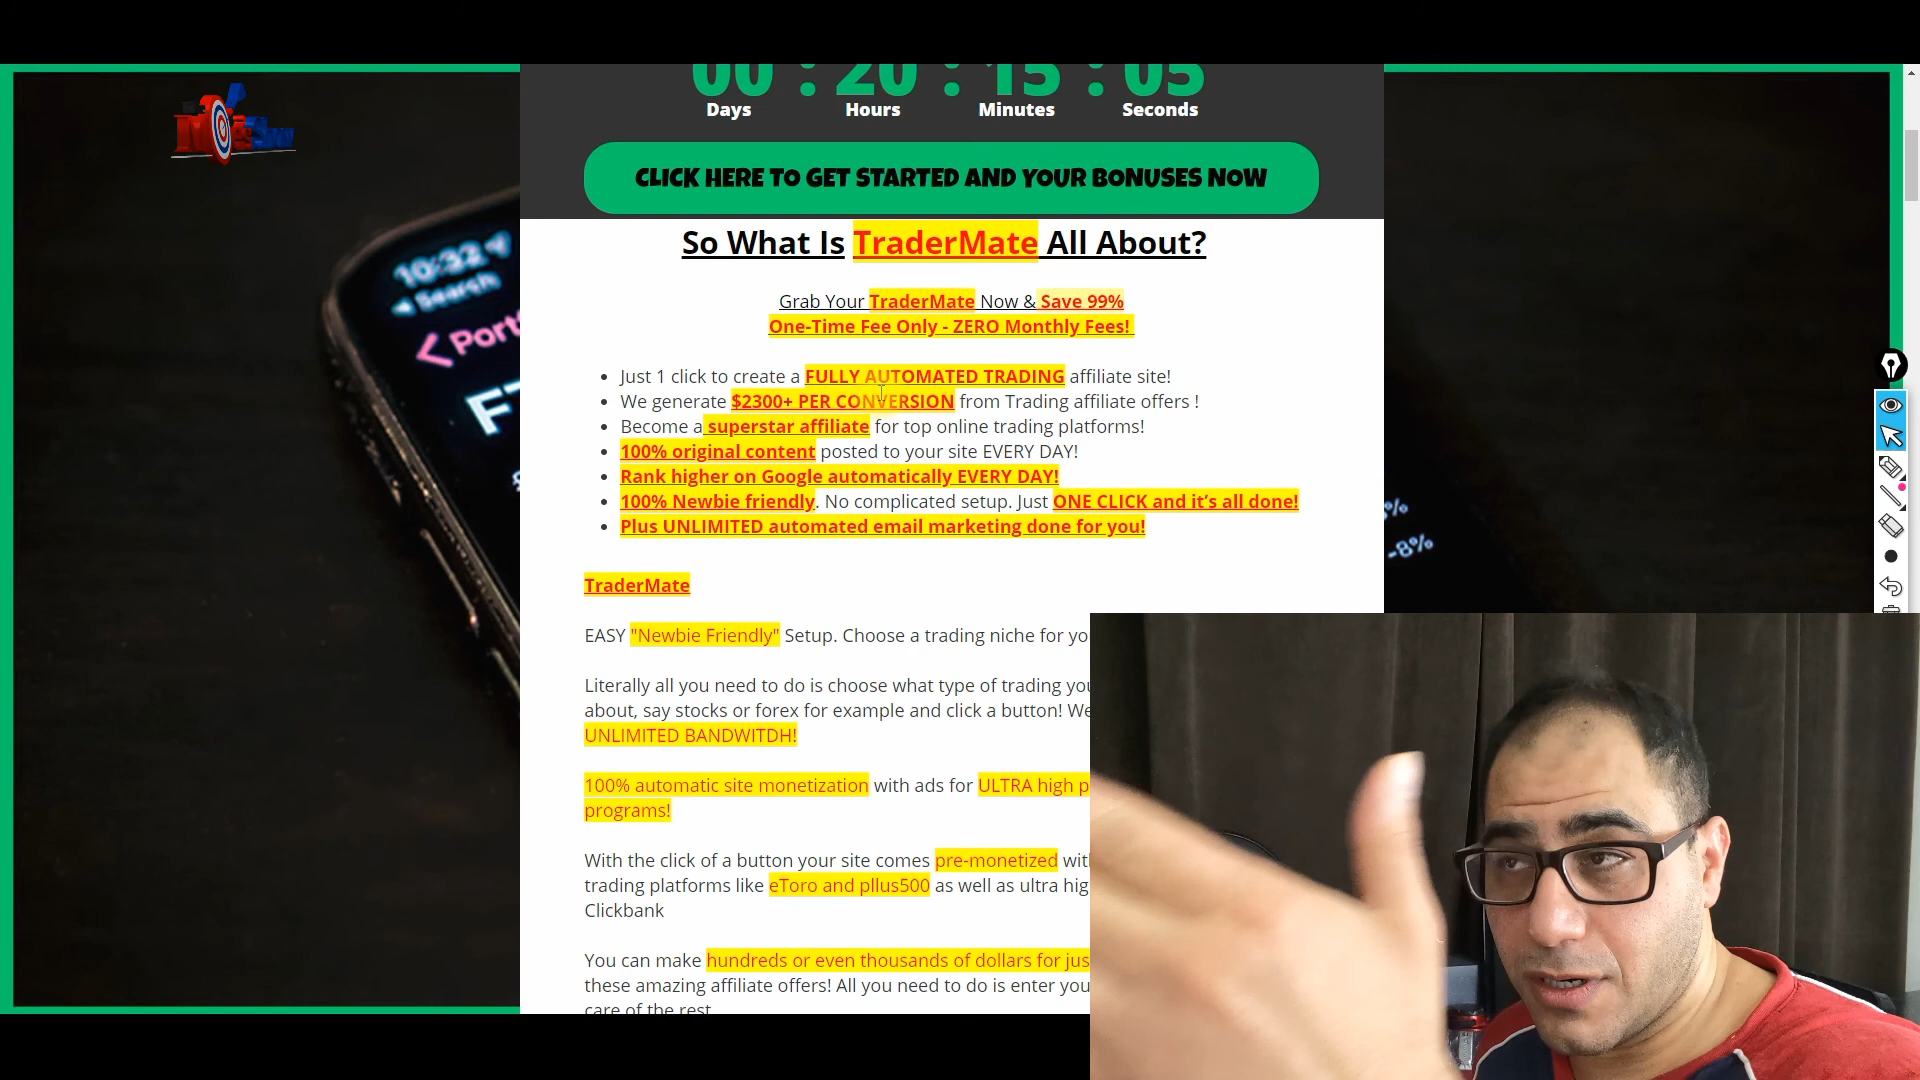 00 : 20 : 15 : 05
Days Hours Minutes Seconds
CLICK HERE TO GET STARTED AND YOUR BONUSES NOW
So What Is TraderMate All About?
Grab Your TraderMate Now & Save 99%
One-Time Fee Only - ZERO Monthly Fees!
Just 1 click to create a FULLY AUTOMATED TRADING affiliate site!
We generate $2300+ PER CONVERSION from Trading affiliate offers !
Become a superstar affiliate for top online trading platforms!
100% original content posted to your site EVERY DAY!
Rank higher on Google automatically EVERY DAY!
100% Newbie friendly. No complicated setup. Just ONE CLICK and it’s all done!
Plus UNLIMITED automated email marketing done for you!
TraderMate
EASY "Newbie Friendly" Setup. Choose a trading niche for yo
Literally all you need to do is choose what type of trading you
about, say stocks or forex for example and click a button! We
UNLIMITED BANDWITDH!
100% automatic site monetization with ads for ULTRA high p
programs!
With the click of a button your site comes pre-monetized wit
trading platforms like eToro and pllus500 as well as ultra hig
Clickbank
You can make hundreds or even thousands of dollars for jus
these amazing affiliate offers! All you need to do is enter you
care of the rest
10:32
Search
Port
-8%